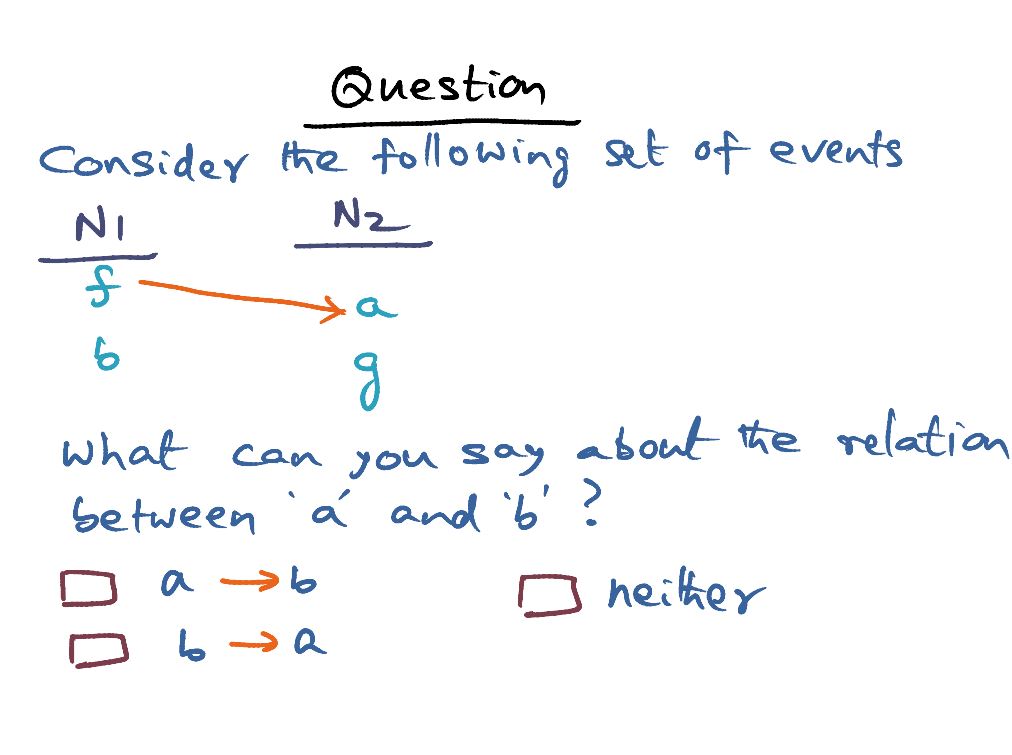 Question
Consider the following set of events
N1 N2
f → a
b g
What can you say about the relation
between 'a' and 'b' ?
a → b neither
b → a